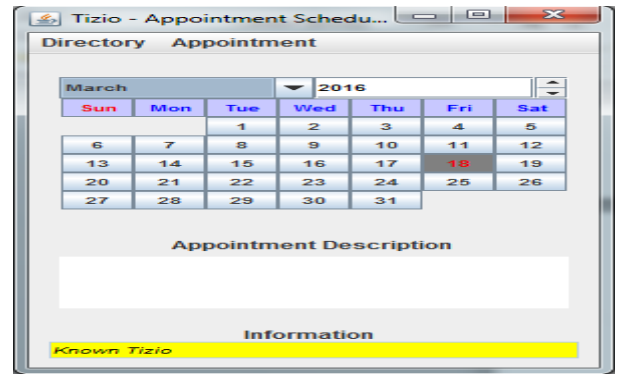 Tizio - Appointment Schedu...
Directory Appointment
March 2016
Sun Mon Tue Wed Thu Fri Sat
1 2 3 4 5
6 7 8 9 10 11 12
13 14 15 16 17 18 19
20 21 22 23 24 25 26
27 28 29 30 31
Appointment Description
Information
Known Tizio